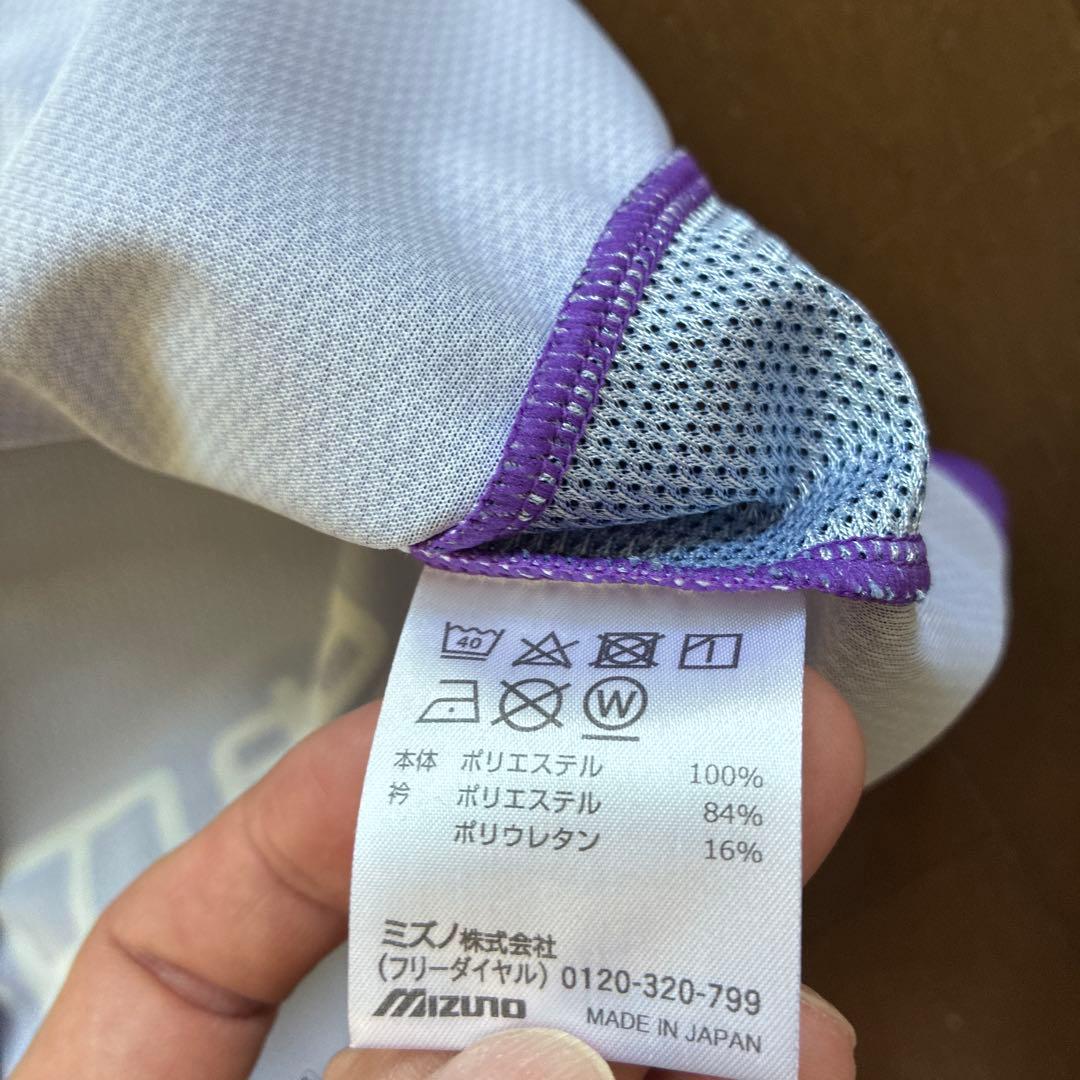 40
W
本体 ポリエステル 100%
衿 ポリエステル 84%
ポリウレタン 16%
ミズノ株式会社
(フリーダイヤル) 0120-320-799
MIZUNO MADE IN JAPAN